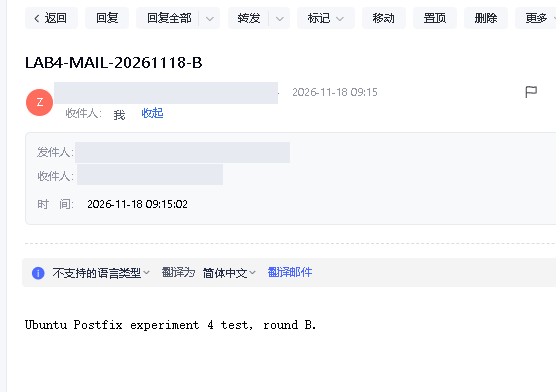 返回 回复 回复全部 转发 标记 移动 置顶 删除 更多
LAB4-MAIL-20261118-B
Z 2026-11-18 09:15
收件人： 我 收起
发件人：
收件人：
时 间： 2026-11-18 09:15:02
不支持的语言类型 翻译为 简体中文 翻译邮件
Ubuntu Postfix experiment 4 test, round B.